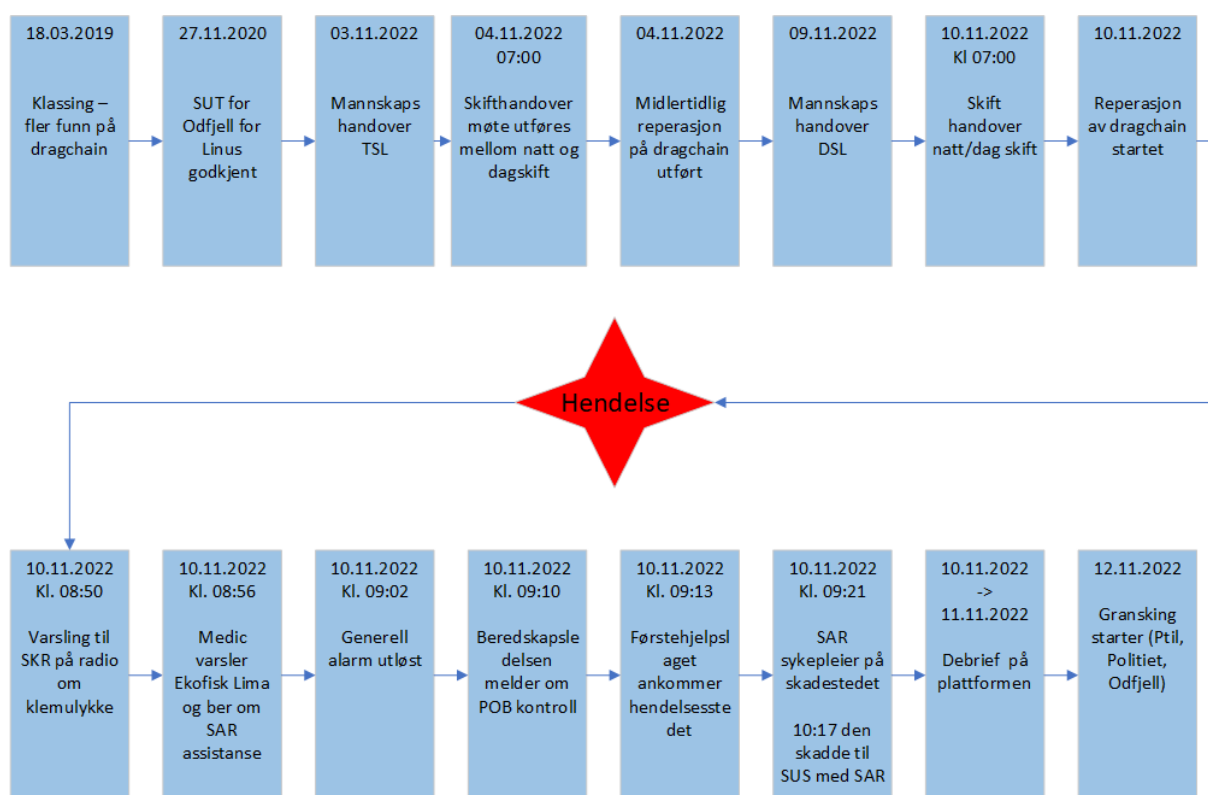 18.03.2019
Klassing –
fler funn på
dragchain
27.11.2020
SUT for
Odfjell for
Linus
godkjent
03.11.2022
Mannskaps
handover
TSL
04.11.2022
07:00
Skifthandover
møte utføres
mellom natt og
dagskift
04.11.2022
Midlertidlig
reperasjon
på dragchain
utført
09.11.2022
Mannskaps
handover
DSL
10.11.2022
Kl 07:00
Skift
handover
natt/dag skift
10.11.2022
Reperasjon
av dragchain
startet
Hendelse
10.11.2022
Kl. 08:50
Varsling til
SKR på radio
om
klemulykke
10.11.2022
Kl. 08:56
Medic
varsler
Ekofisk Lima
og ber om
SAR
assistanse
10.11.2022
Kl. 09:02
Generell
alarm utløst
10.11.2022
Kl. 09:10
Beredskapsle
delsen
melder om
POB kontroll
10.11.2022
Kl. 09:13
Førstehjelpsl
aget
ankommer
hendelsesste
det
10.11.2022
Kl. 09:21
SAR
sykepleier på
skadestedet
10:17 den
skadde til
SUS med SAR
10.11.2022
->
11.11.2022
Debrief på
plattformen
12.11.2022
Gransking
starter (Ptil,
Politiet,
Odfjell)